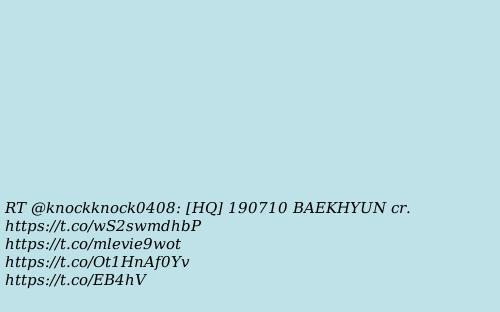 RT @knockknock0408: [HQ] 190710 BAEKHYUN cr.
https://t.co/wS2swmdhbP
https://t.co/mlevie9wot
https://t.co/Ot1HnAf0Yv
https://t.co/EB4hV